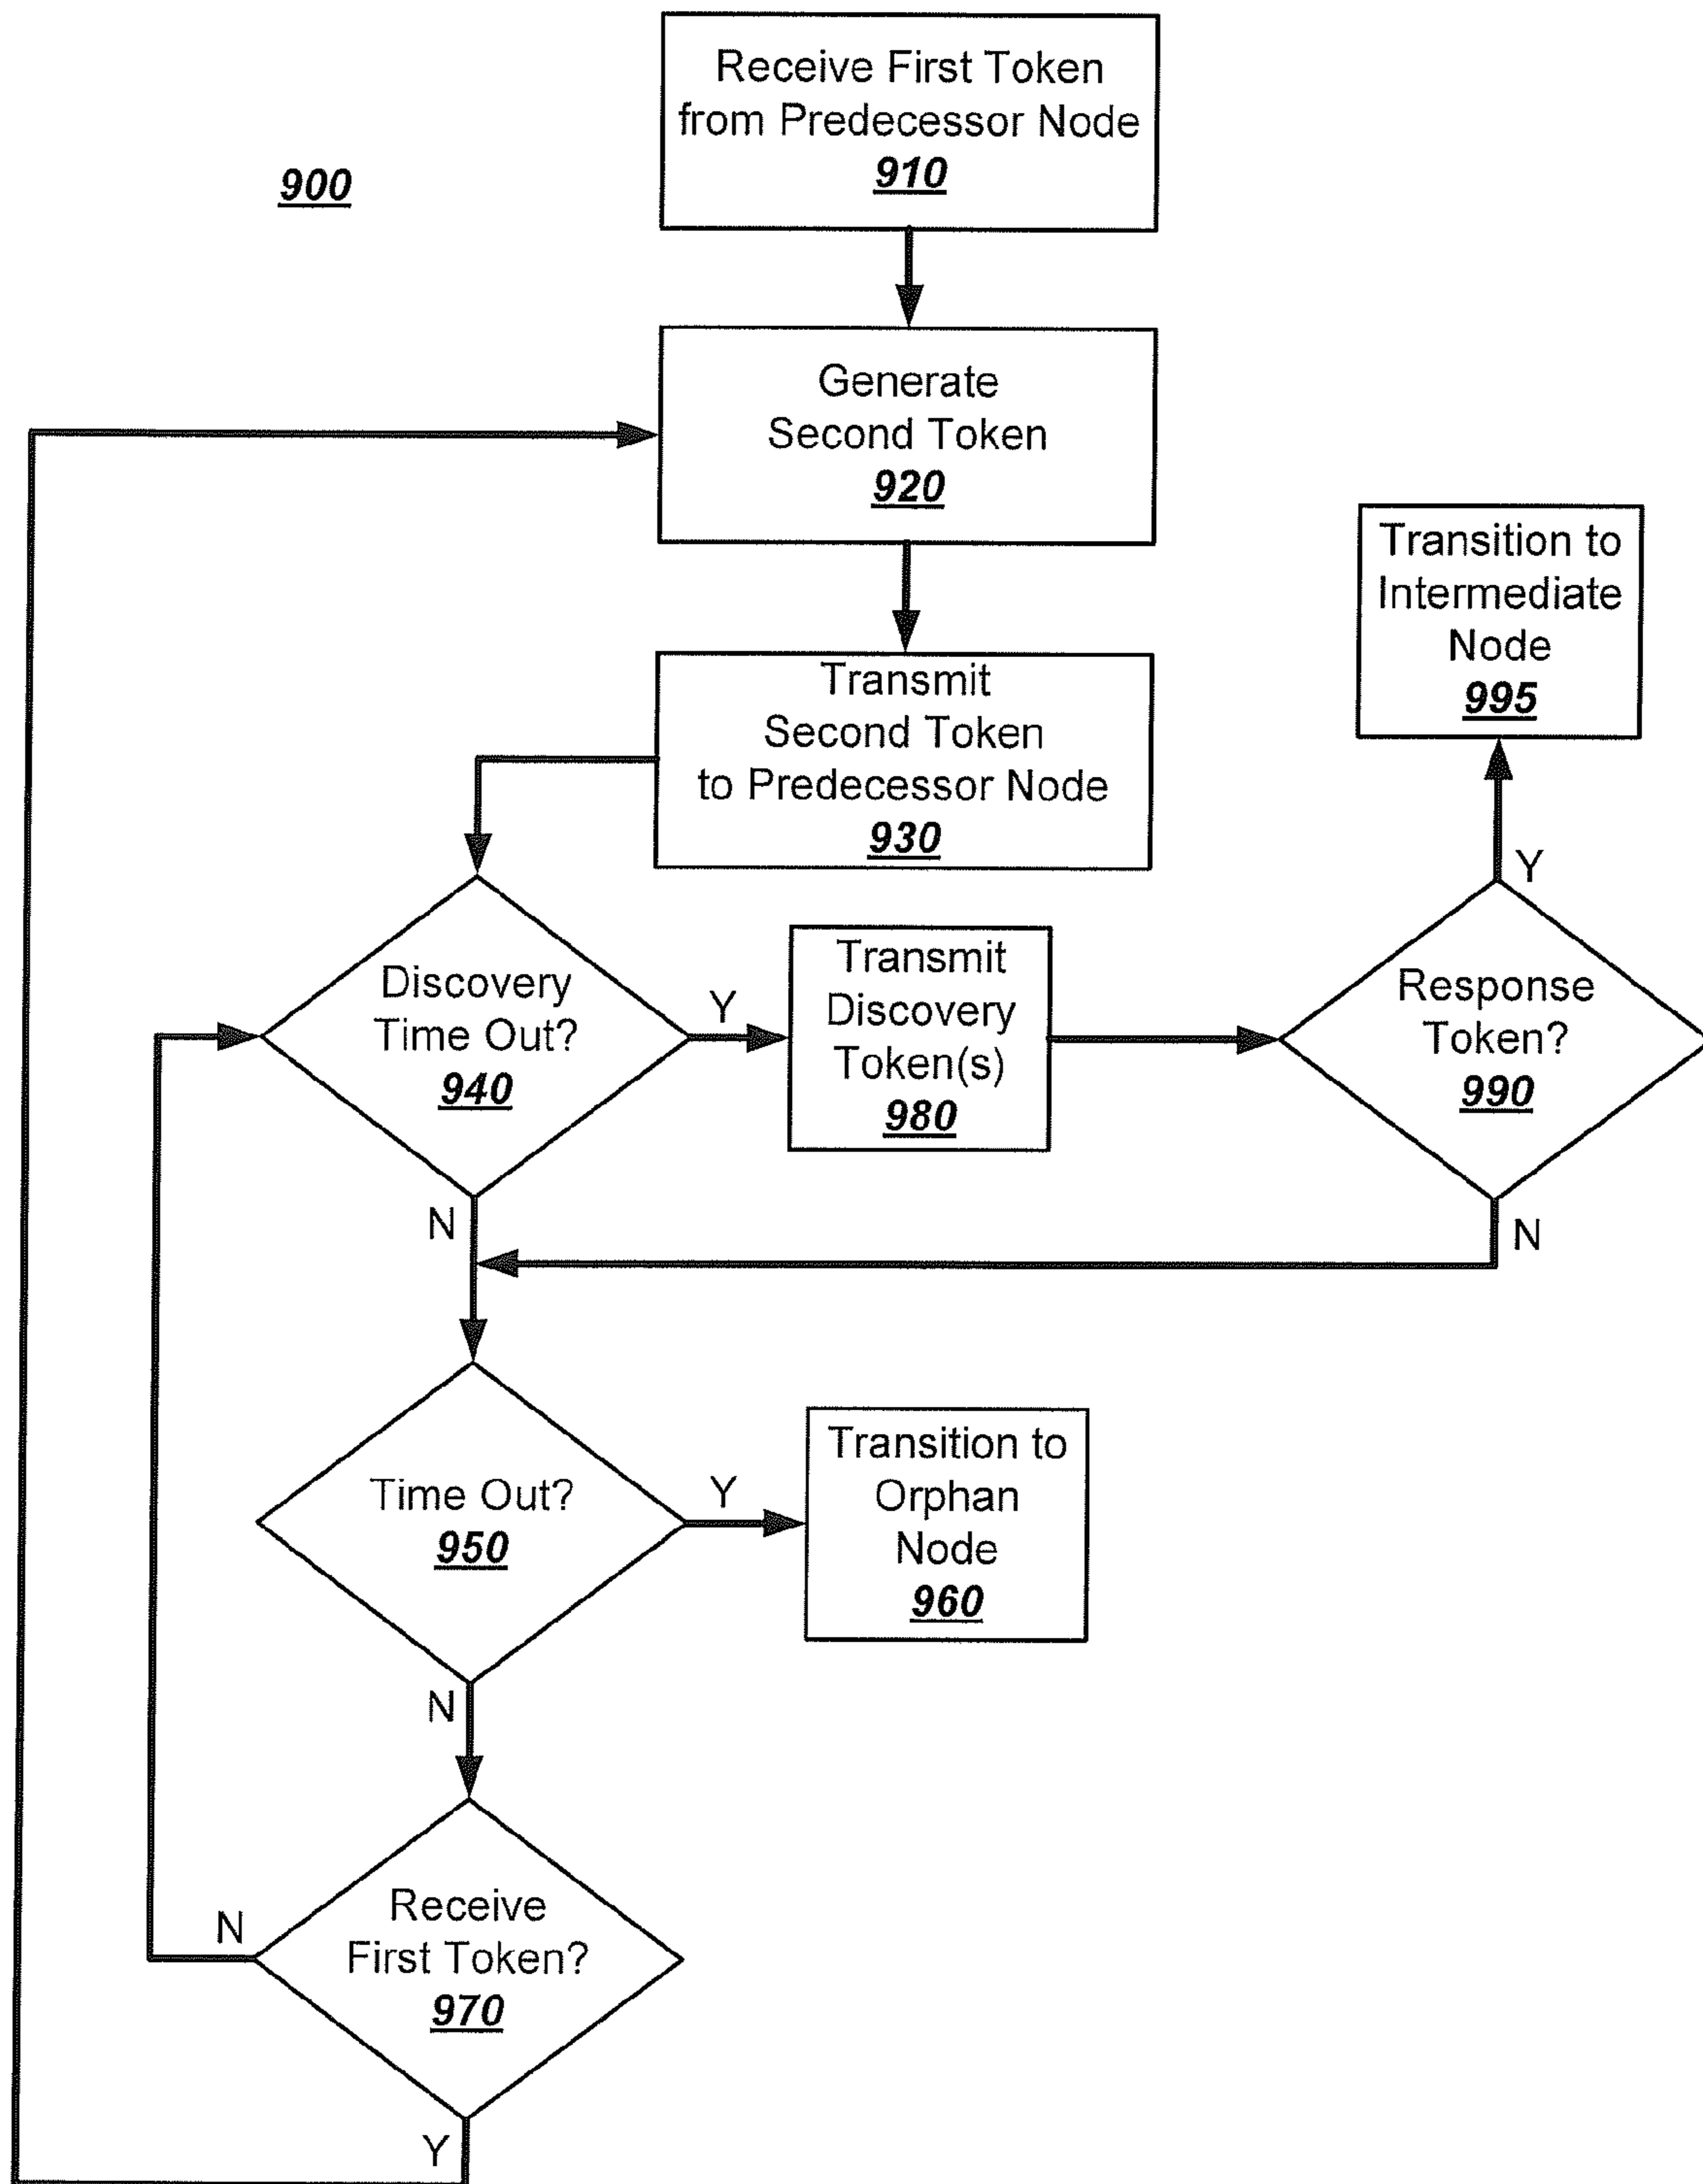 Receive First Token
from Predecessor Node
910
900
Generate
Second Token
920
Transition to
Intermediate
Node
995
Transmit
Second Token
to Predecessor Node
930
Y
Discovery
Time Out?
940
Y
Transmit
Discovery
Token(s)
980
Response
Token?
990
N
N
Time Out?
950
Y
Transition to
Orphan
Node
960
N
Receive
First Token?
970
N
Y